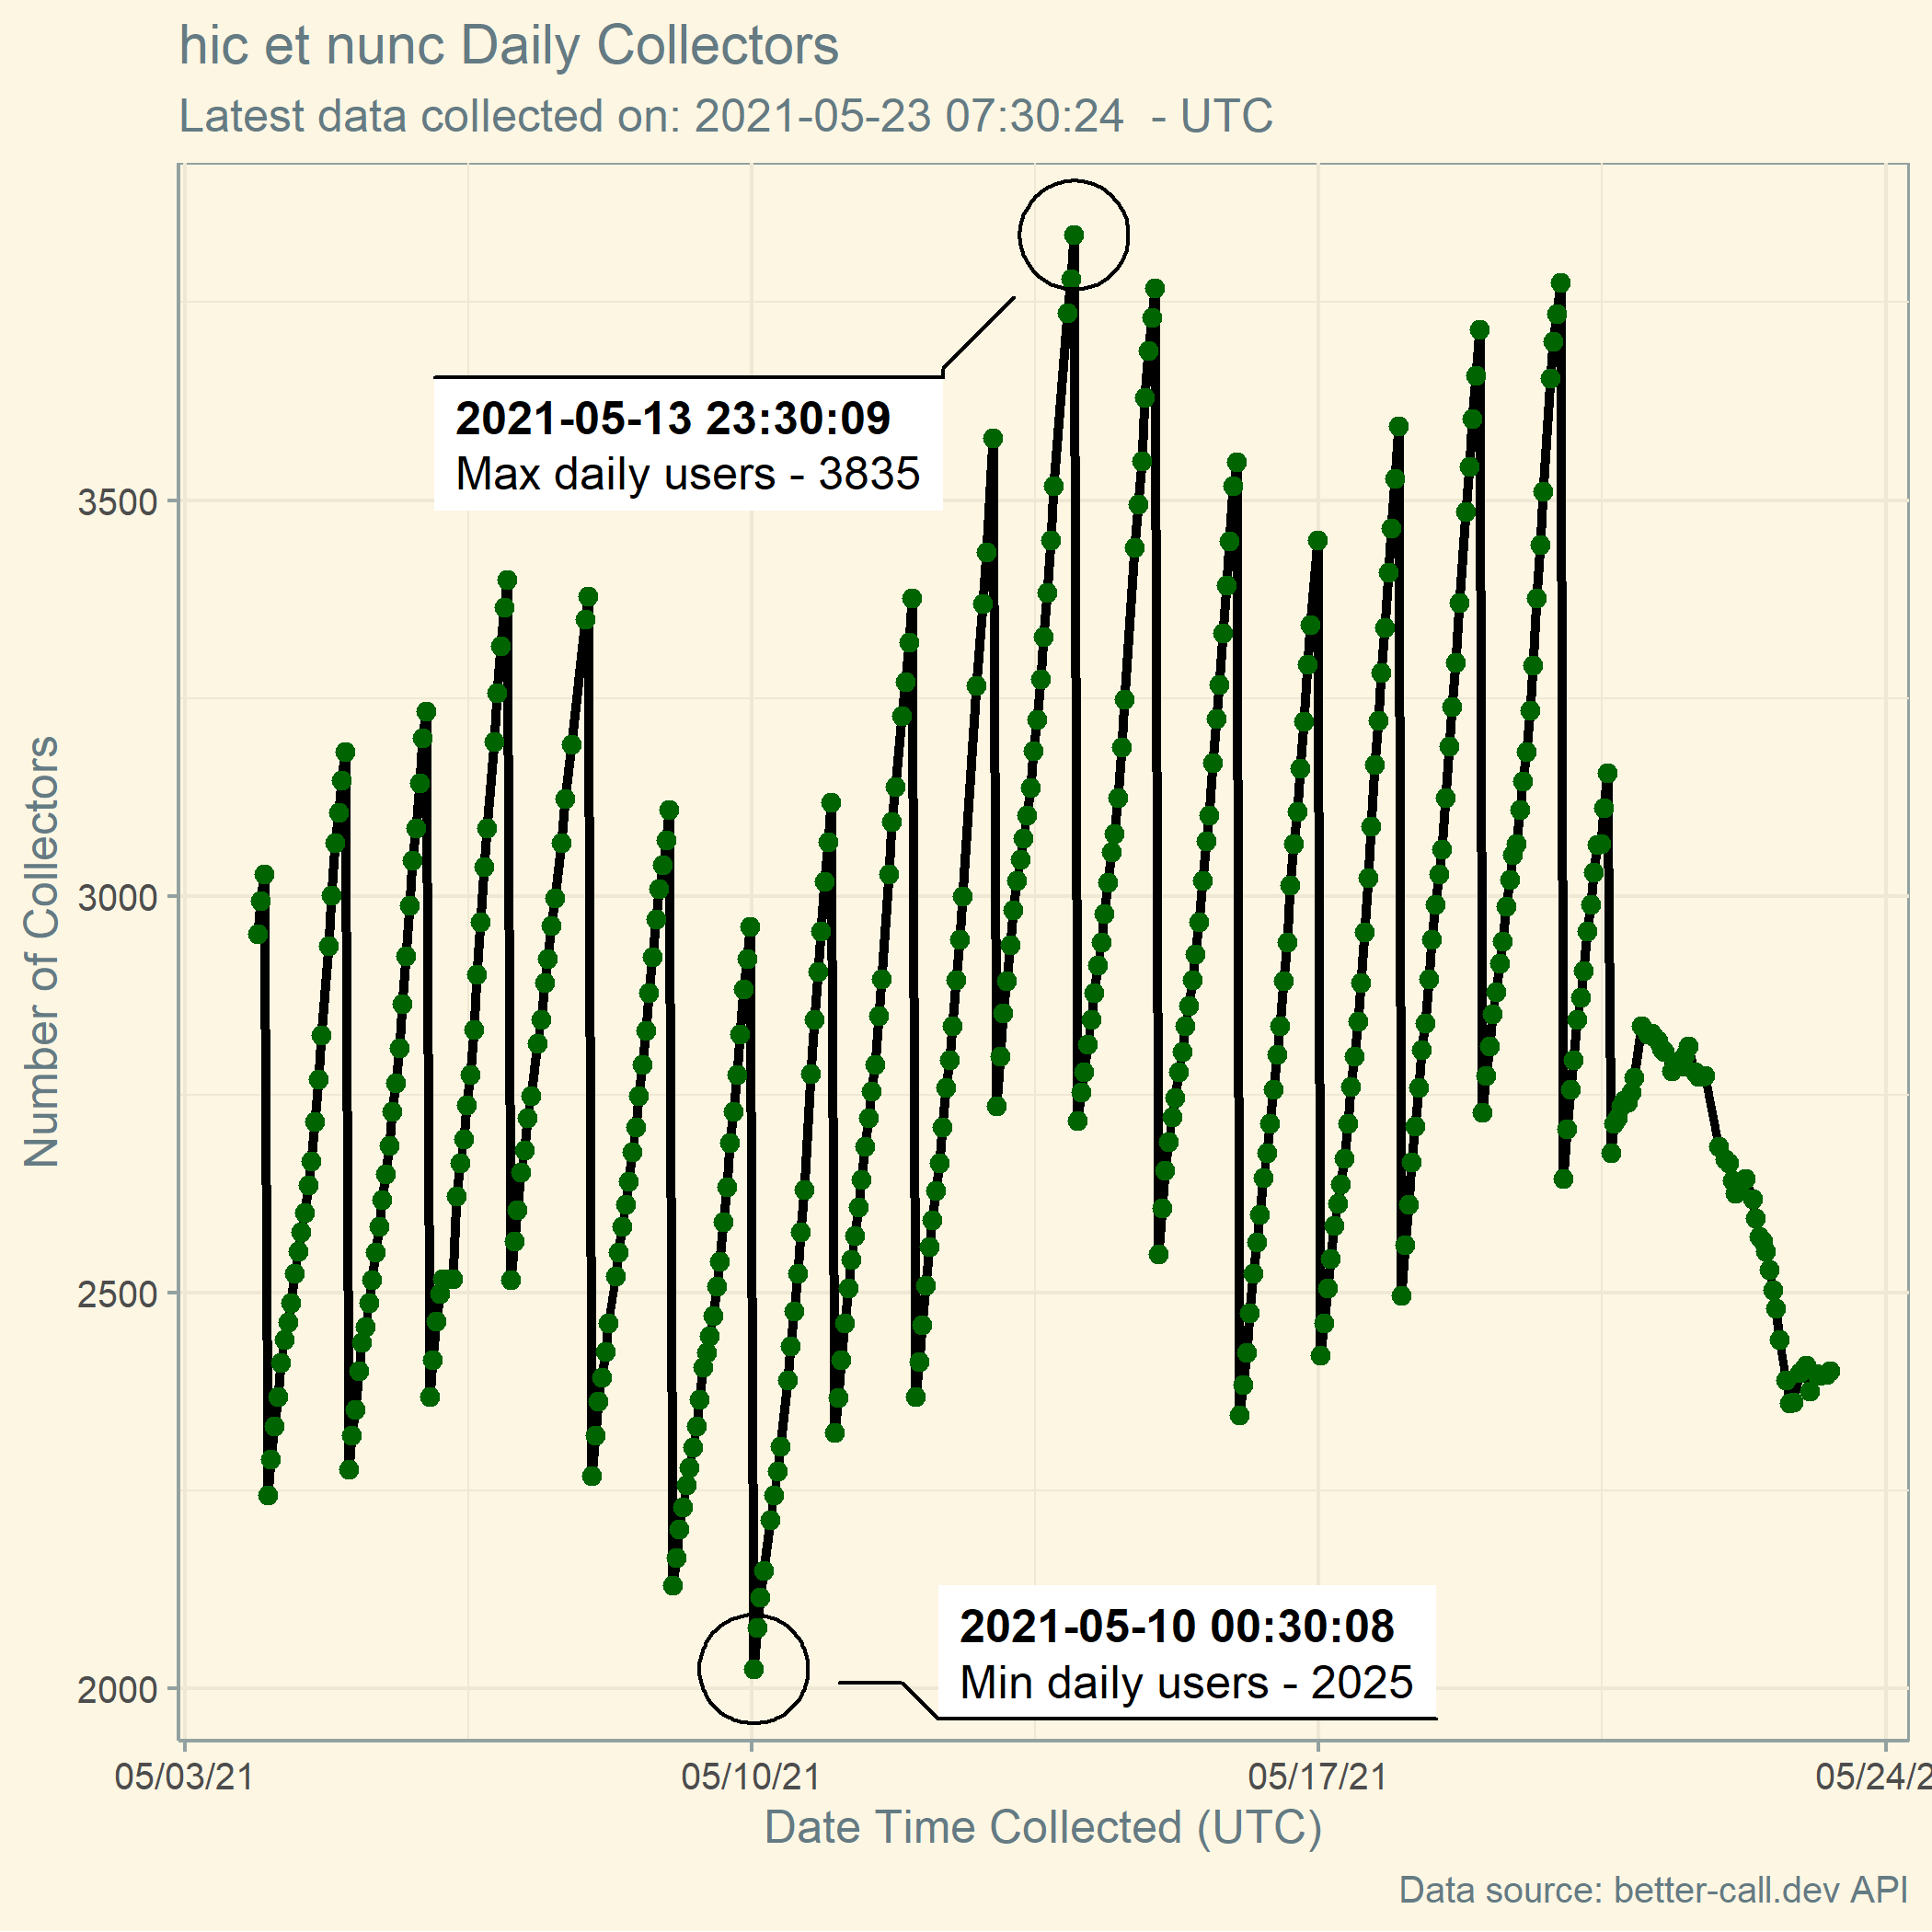 hic et nunc Daily Collectors
Latest data collected on: 2021-05-23 07:30:24  - UTC
2021-05-13 23:30:09
Max daily users - 3835
3500
3000
2500
2000
Number of Collectors
2021-05-10 00:30:08
Min daily users - 2025
05/03/21 05/10/21 05/17/21 05/24/2
Date Time Collected (UTC)
Data source: better-call.dev API